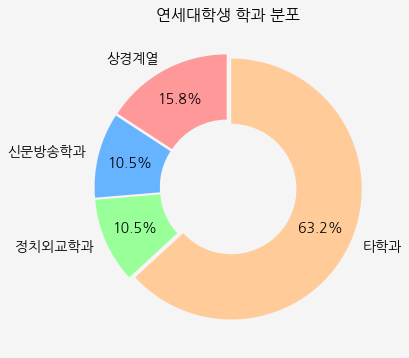 연세대학생 학과 분포
상경계열
15.8%
신문방송학과
10.5%
정치외교학과
10.5%
63.2%
타학과